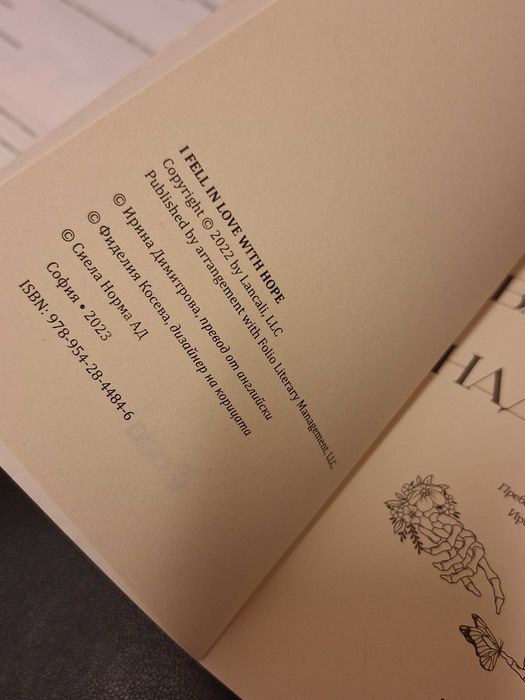 I FELL IN LOVE WITH HOPE
Copyright © 2022 by Lancali, LLC
Published by arrangement with Folio Literary Management, LLC
© Ирина Димитрова, превод от английски
© Фиделия Косева, дизайнер на корицата
© Сиела Норма АД
София • 2023
ISBN: 978-954-28-4484-6